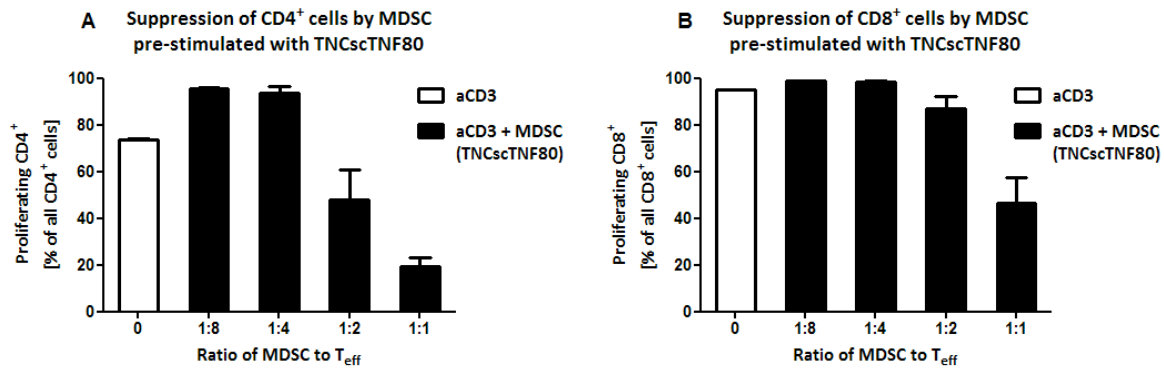 A
Suppression of CD4⁺ cells by MDSC
pre-stimulated with TNCscTNF80
Proliferating CD4⁺
[% of all CD4⁺ cells]
100
80
60
40
20
0
0 1:8 1:4 1:2 1:1
Ratio of MDSC to Teff
aCD3
aCD3 + MDSC
(TNCscTNF80)
B
Suppression of CD8⁺ cells by MDSC
pre-stimulated with TNCscTNF80
Proliferating CD8⁺
[% of all CD8⁺ cells]
100
80
60
40
20
0
0 1:8 1:4 1:2 1:1
Ratio of MDSC to Teff
aCD3
aCD3 + MDSC
(TNCscTNF80)